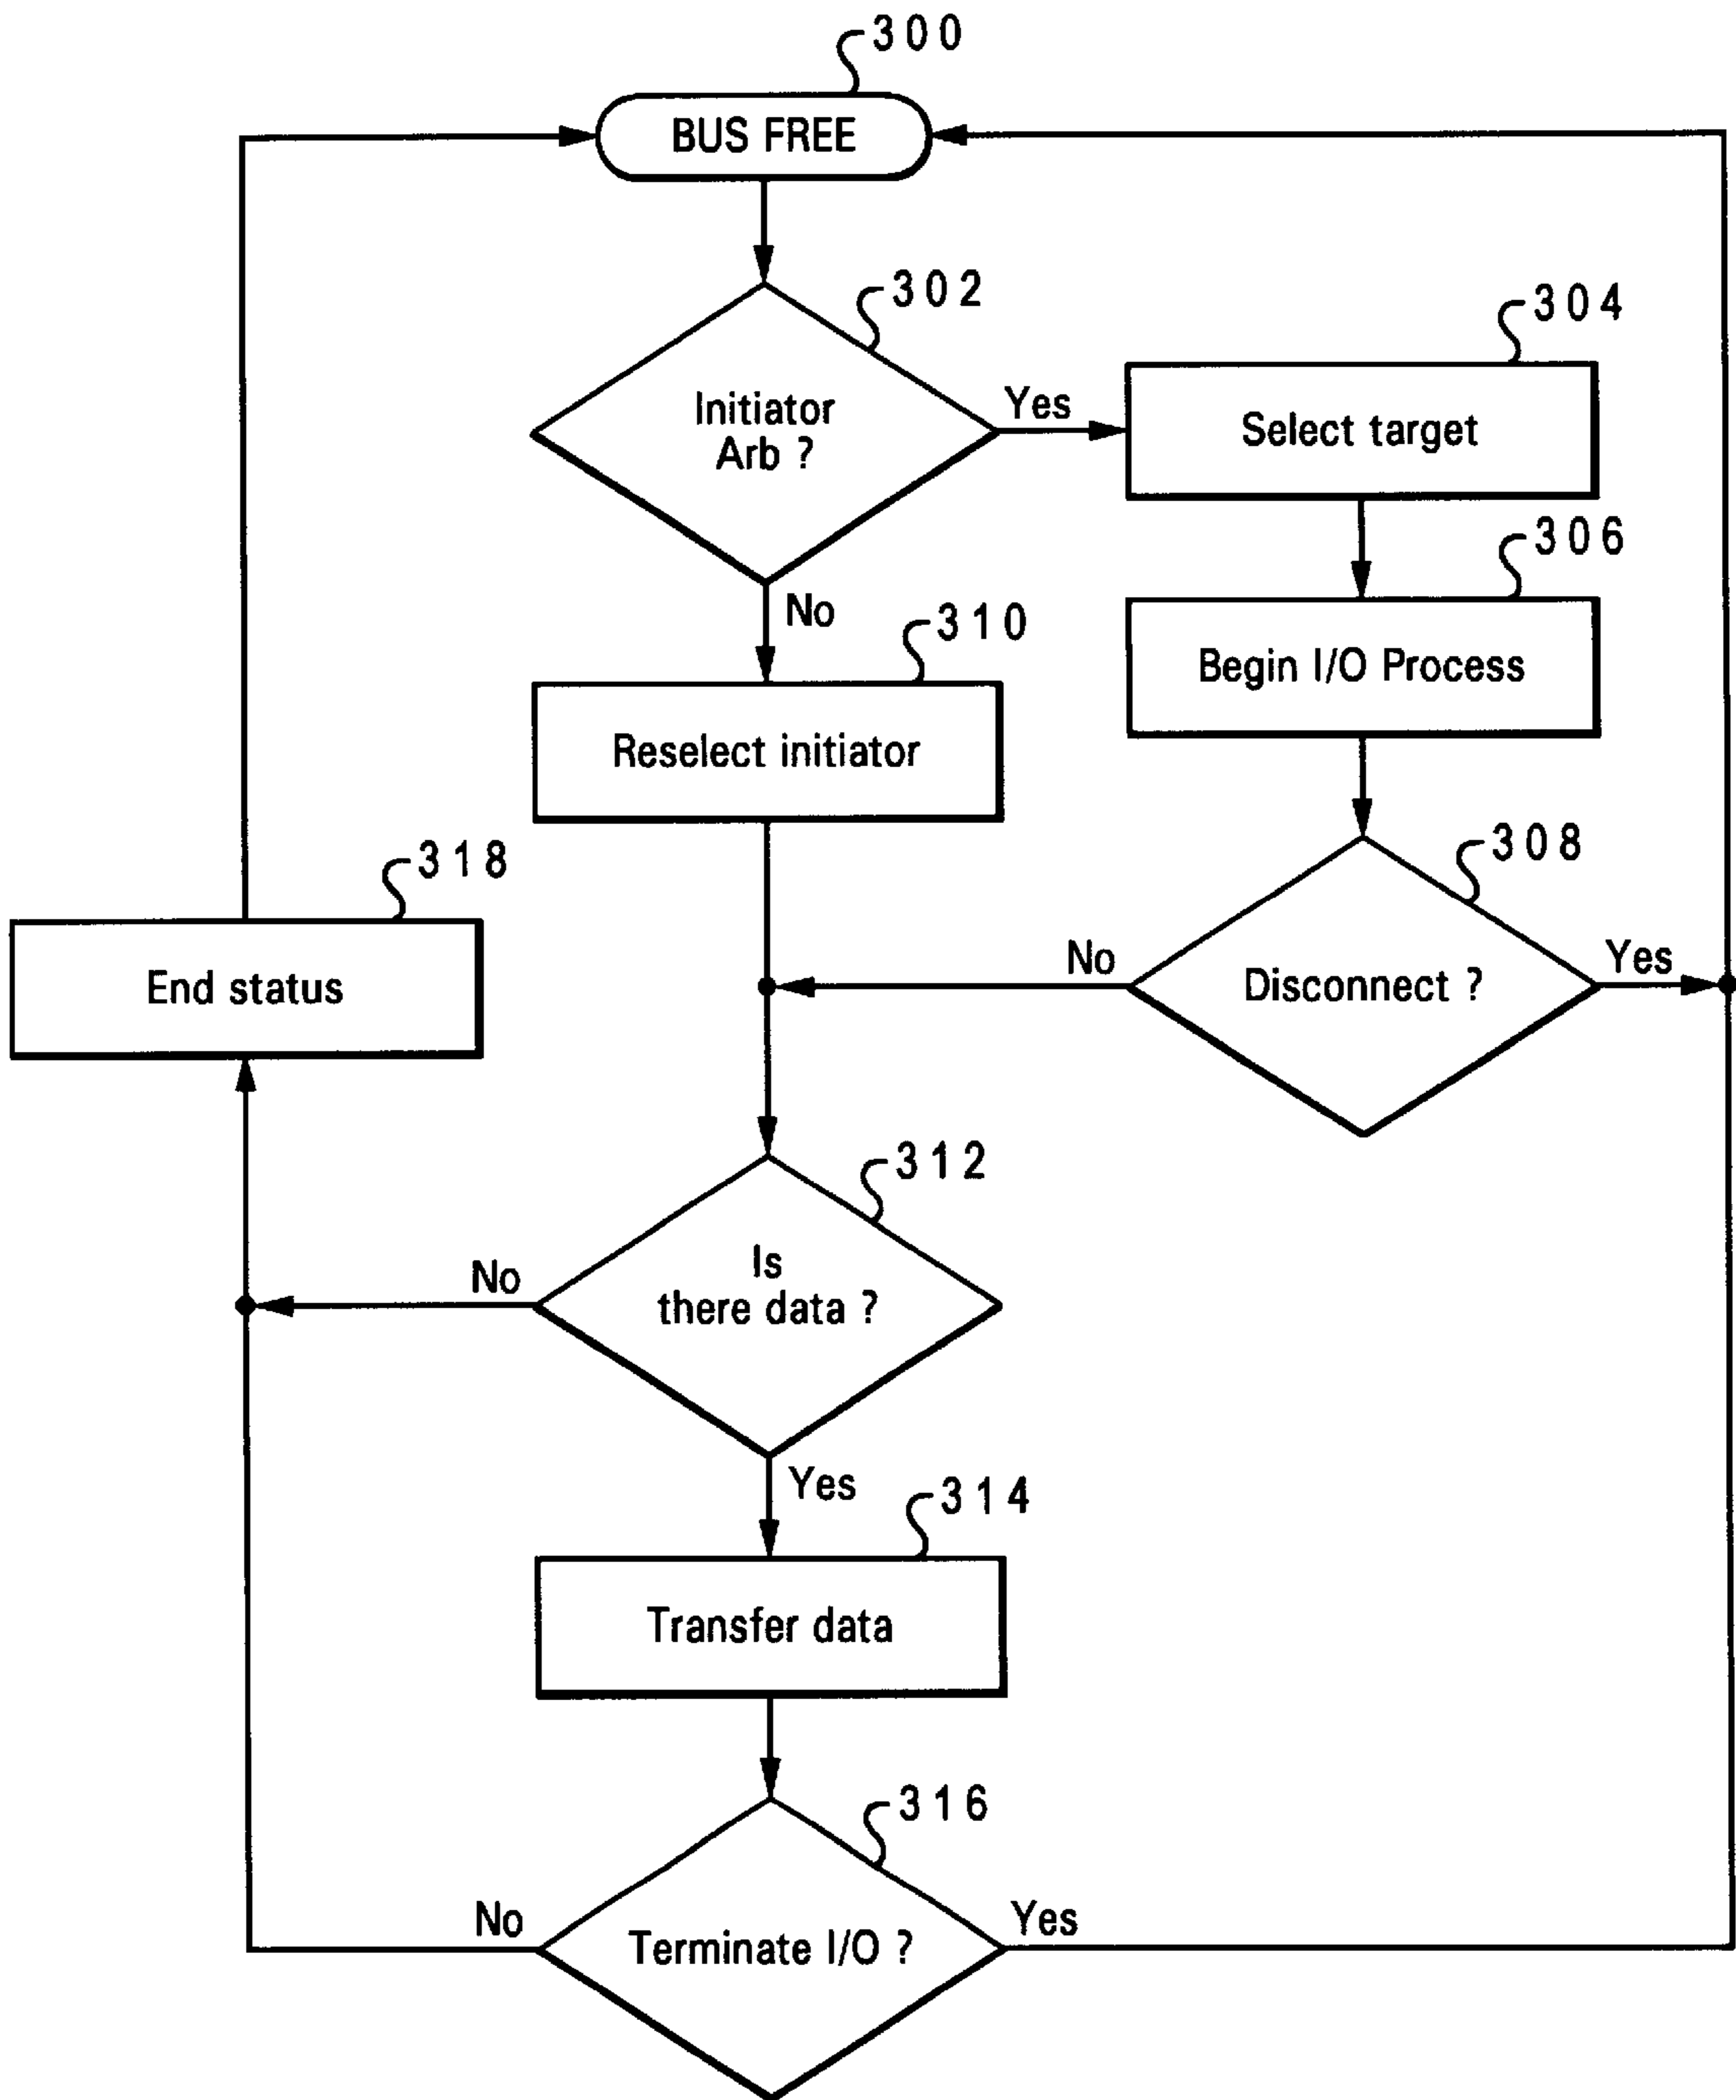 300
BUS FREE
302
Initiator
Arb ?
Yes
No
304
Select target
306
Begin I/O Process
310
Reselect initiator
308
Disconnect ?
No
Yes
318
End status
312
Is
there data ?
No
Yes
314
Transfer data
316
Terminate I/O ?
No
Yes